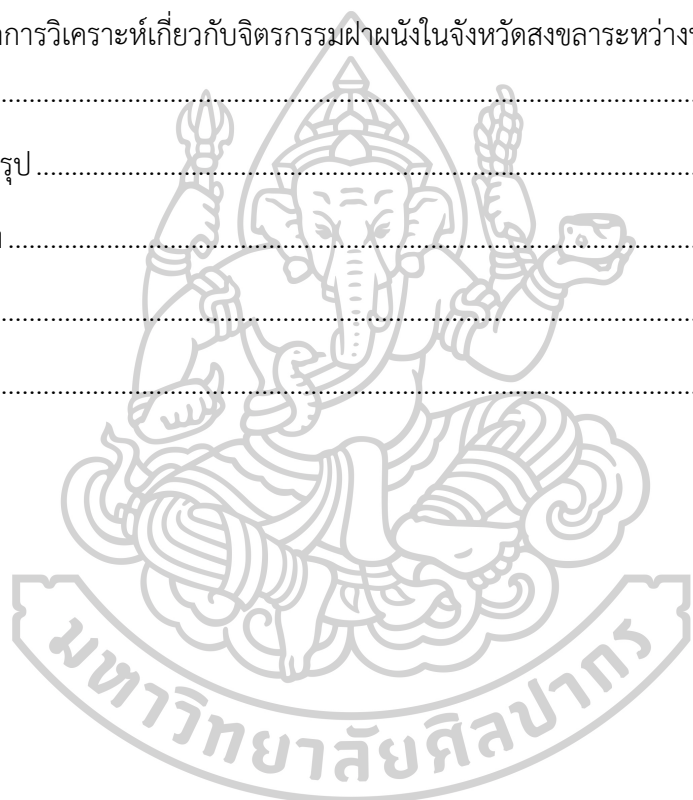 การวิเคราะห์เกี่ยวกับจิตรกรรมฝาผนังในจังหวัดสงขลาระหว่าง
รุป ........................................................................
........................................................................
........................................................................
........................................................................
มหาวิทยาลัยศิลปากร